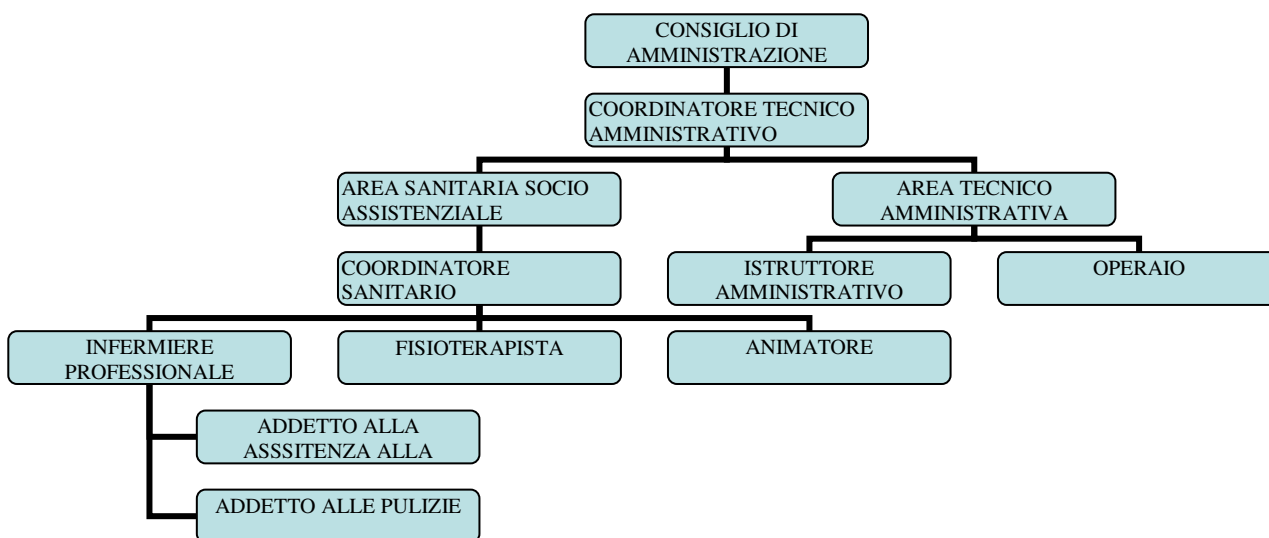 CONSIGLIO DI
AMMINISTRAZIONE
COORDINATORE TECNICO
AMMINISTRATIVO
AREA SANITARIA SOCIO
ASSISTENZIALE
AREA TECNICO
AMMINISTRATIVA
COORDINATORE
SANITARIO
ISTRUTTORE
AMMINISTRATIVO
OPERAIO
INFERMIERE
PROFESSIONALE
FISIOTERAPISTA
ANIMATORE
ADDETTO ALLA
ASSSITENZA ALLA
ADDETTO ALLE PULIZIE